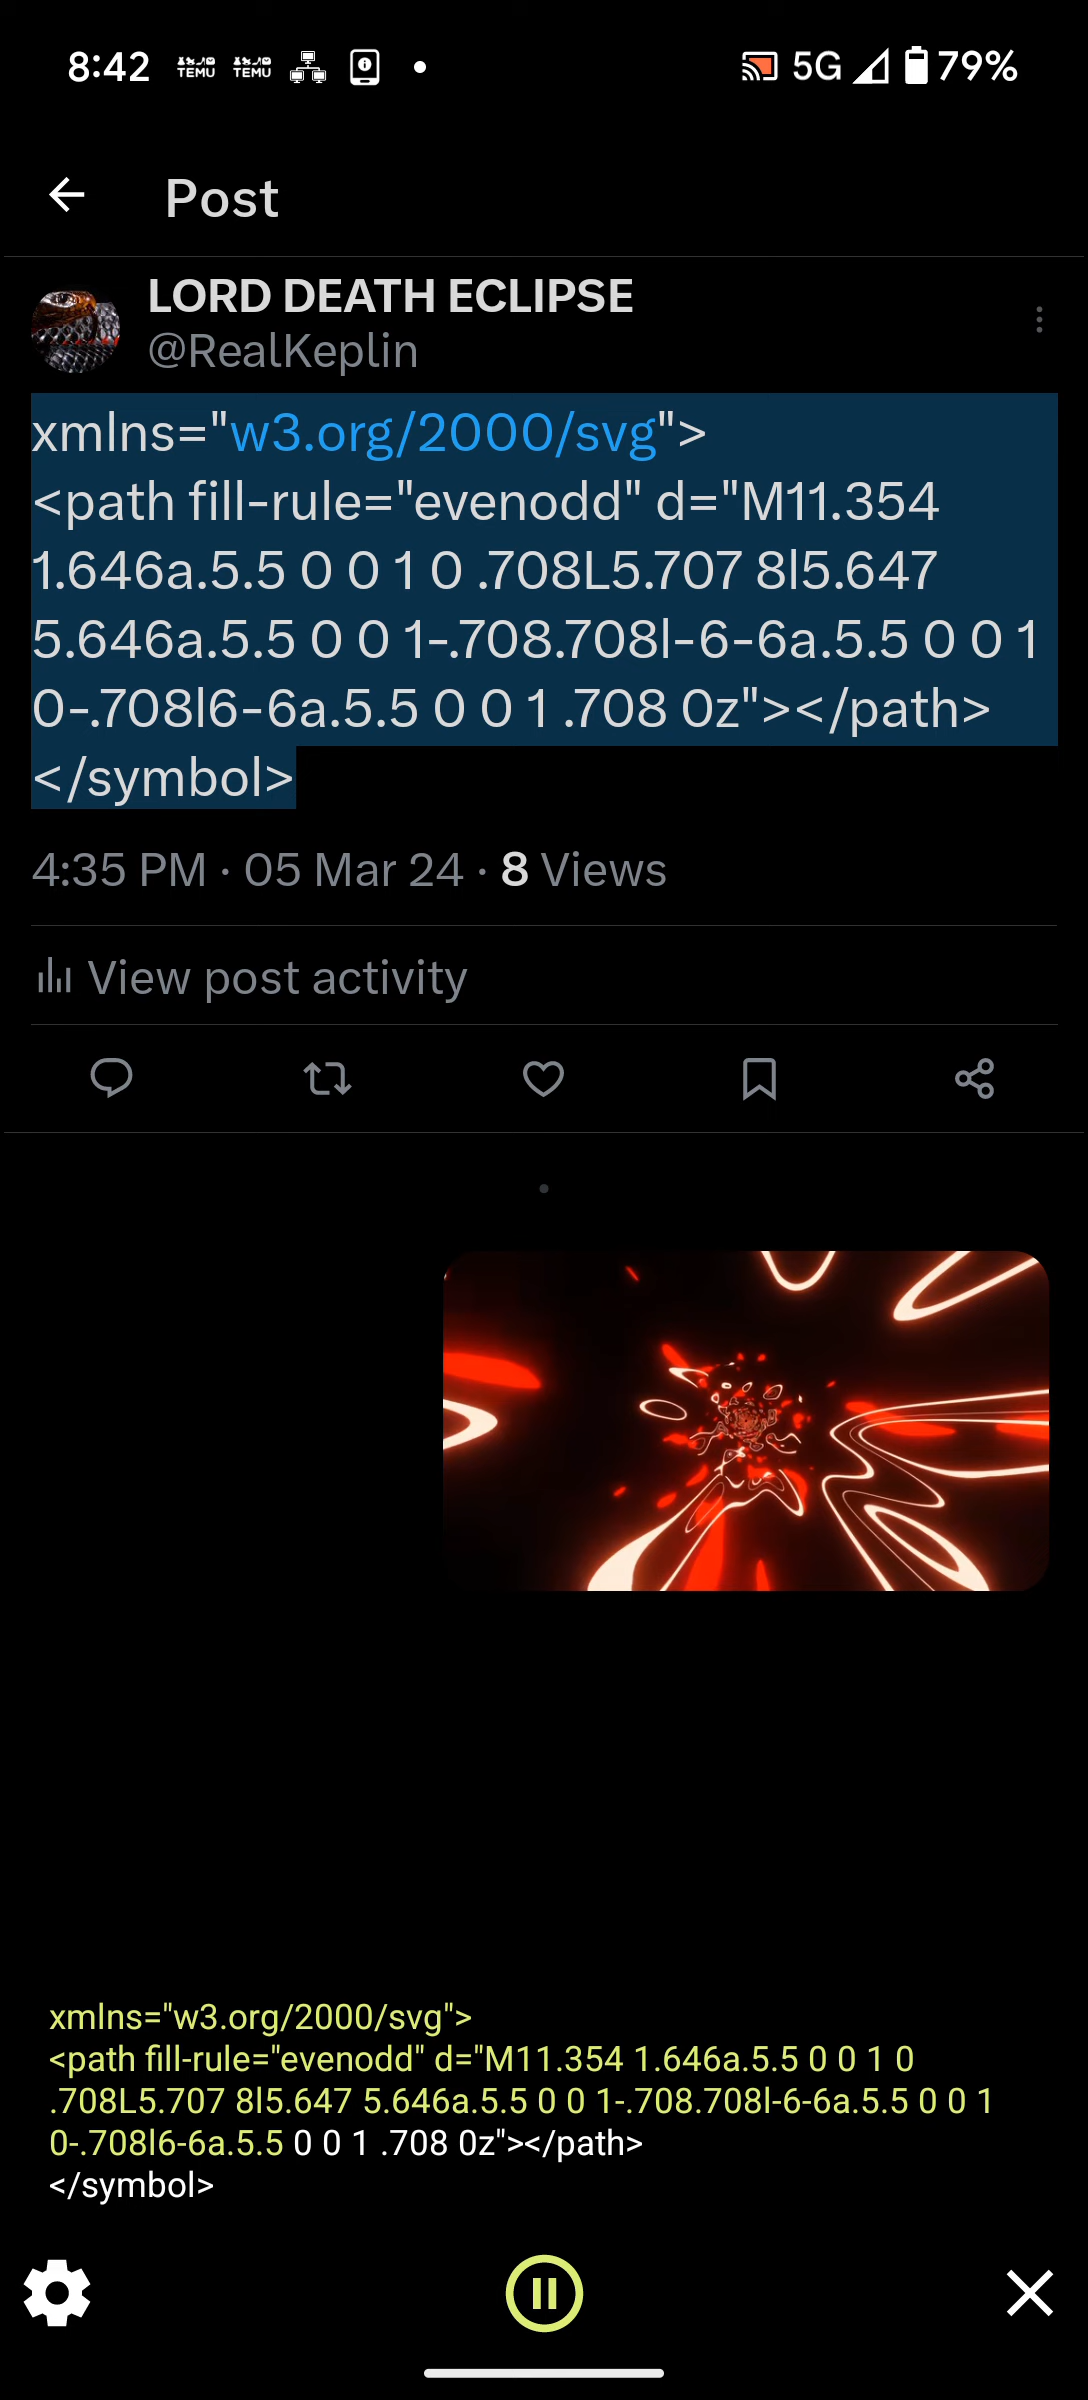 8:42 TEMU TEMU 5G 79%
Post
LORD DEATH ECLIPSE
@RealKeplin
xmlns="w3.org/2000/svg">
<path fill-rule="evenodd" d="M11.354
1.646a.5.5 0 0 1 0 .708L5.707 8l5.647
5.646a.5.5 0 0 1-.708.708l-6-6a.5.5 0 0 1
0-.708l6-6a.5.5 0 0 1 .708 0z"></path>
</symbol>
4:35 PM · 05 Mar 24 · 8 Views
View post activity
xmlns="w3.org/2000/svg">
<path fill-rule="evenodd" d="M11.354 1.646a.5.5 0 0 1 0
.708L5.707 8l5.647 5.646a.5.5 0 0 1-.708.708l-6-6a.5.5 0 0 1
0-.708l6-6a.5.5 0 0 1 .708 0z"></path>
</symbol>